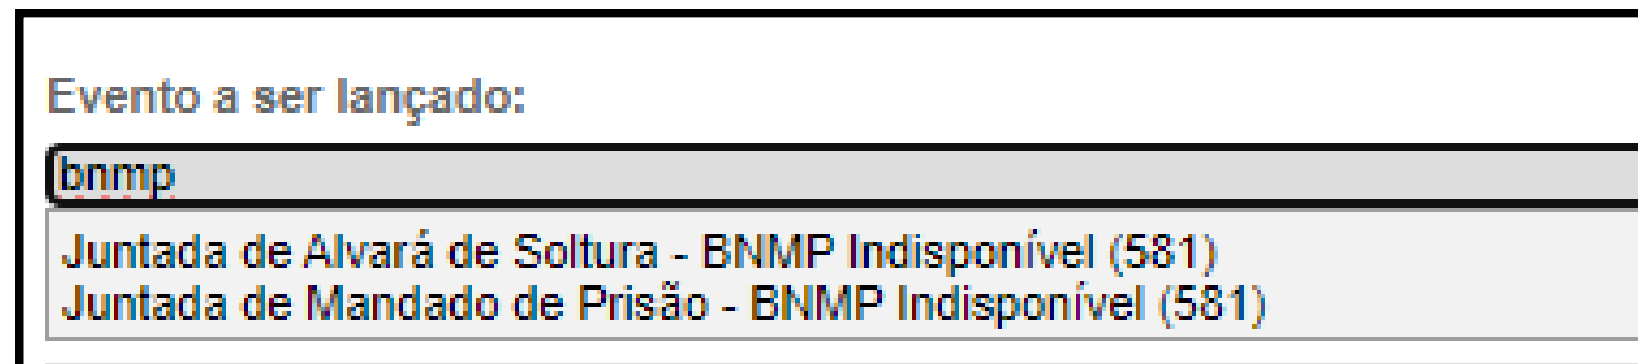 Evento a ser lançado:
bnmp
Juntada de Alvará de Soltura - BNMP Indisponível (581)
Juntada de Mandado de Prisão - BNMP Indisponível (581)